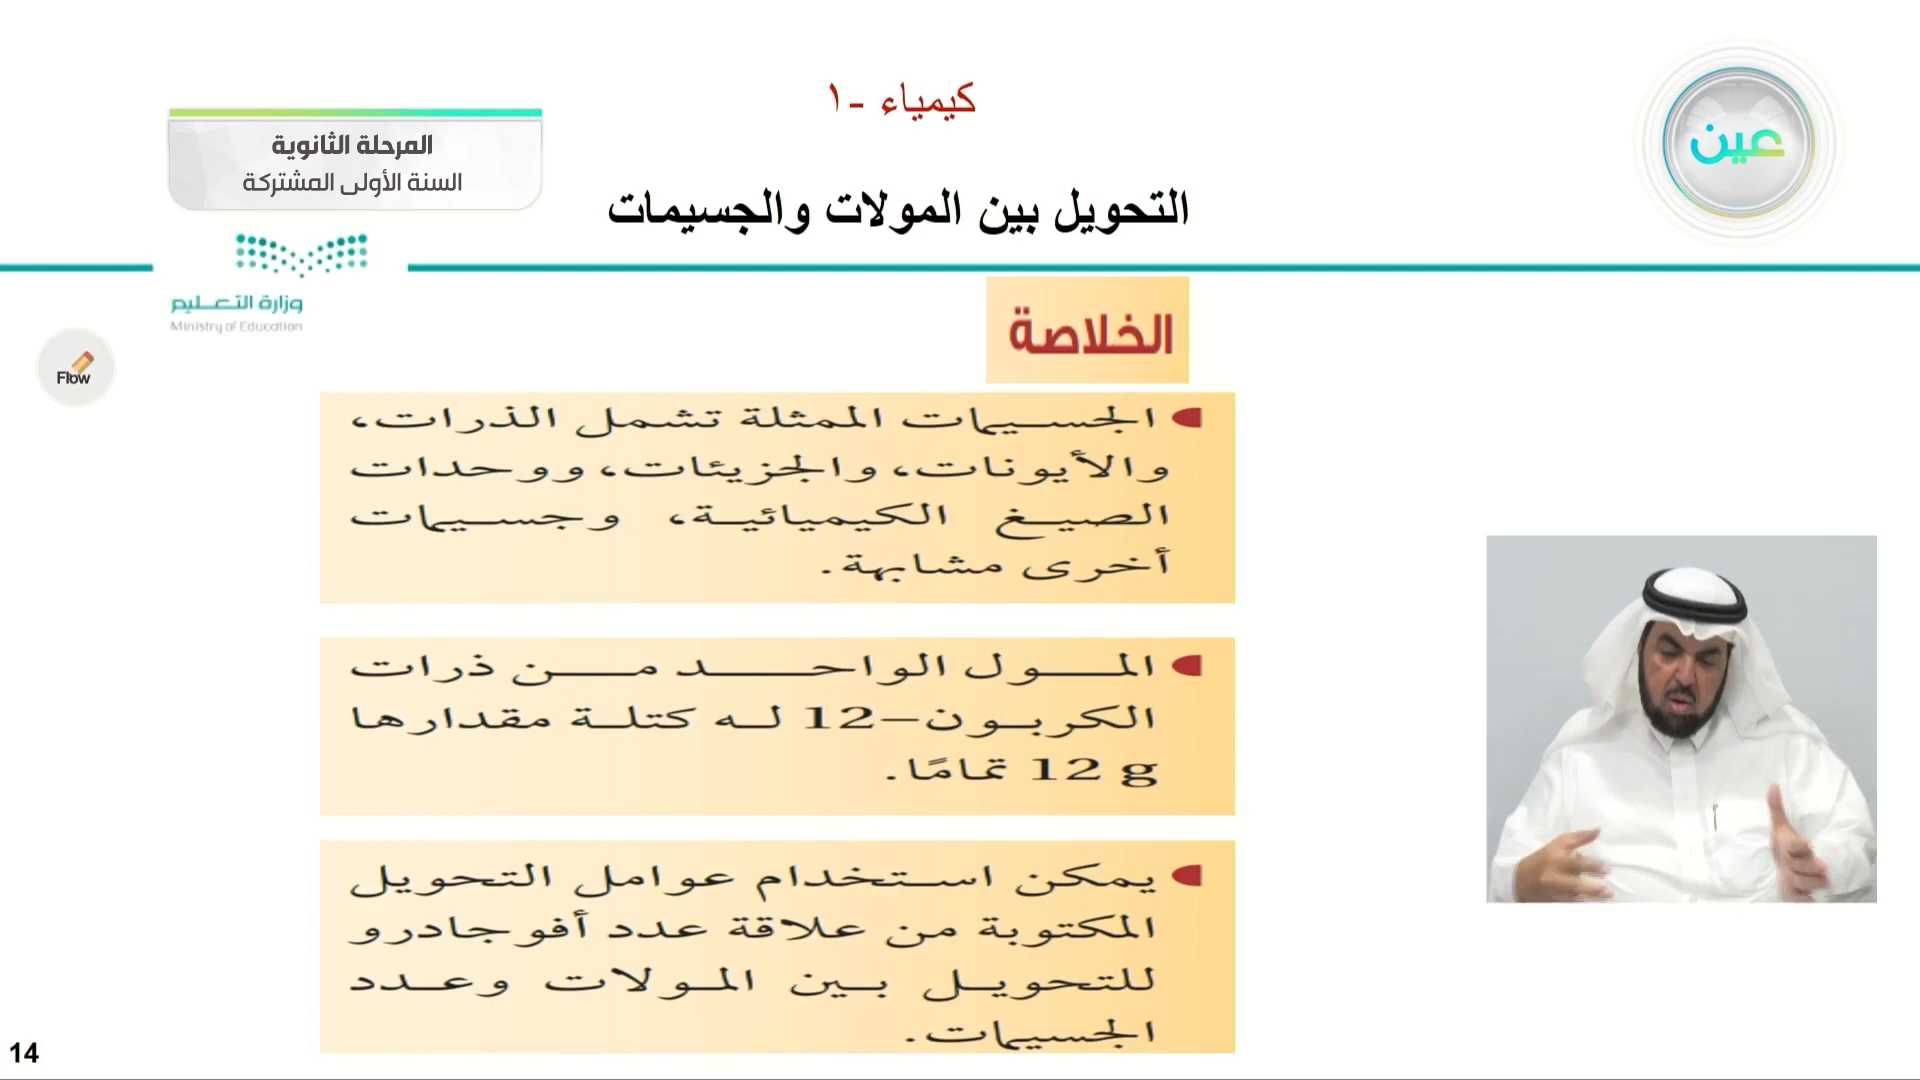 كيمياء -١
عين
المرحلة الثانوية
السنة الأولى المشتركة
التحويل بين المولات والجسيمات
وزارة التعليم
Ministry of Education
الخلاصة
Flow
الجسيمات الممثلة تشمل الذرات،
والأيونات، والجزيئات، ووحدات
الصيغ الكيميائية، وجسيمات
أخرى مشابهة.
المول الواحد من ذرات
الكربون–12 له كتلة مقدارها
12 g تمامًا.
يمكن استخدام عوامل التحويل
المكتوبة من علاقة عدد أفوجادرو
للتحويل بين المولات وعدد
الجسيمات.
14